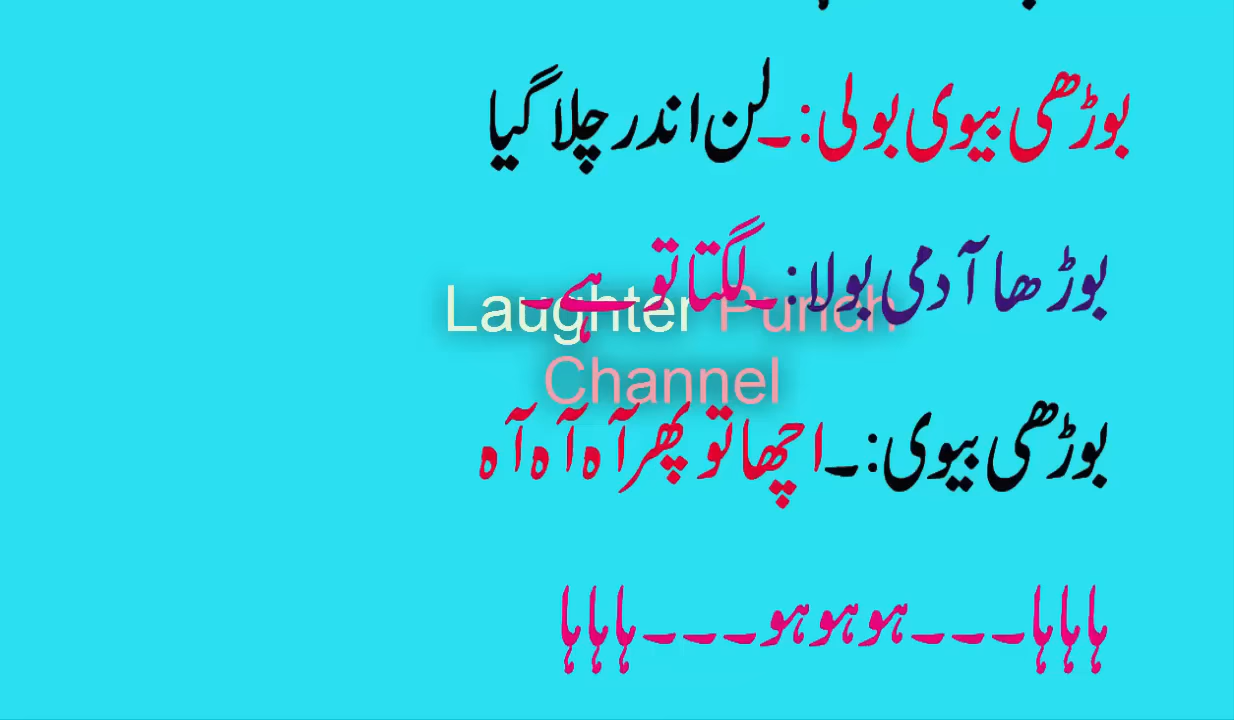 بوڑھی بیوی بولی:۔لن اندر چلا گیا
بوڑھا آدمی بولا:۔لگتا تو ہے۔
Laughter Punch
Channel
بوڑھی بیوی:۔اچھا تو پھر آہ آہ آہ
ہاہاہا۔۔۔ہوہوہو۔۔۔ہاہاہا